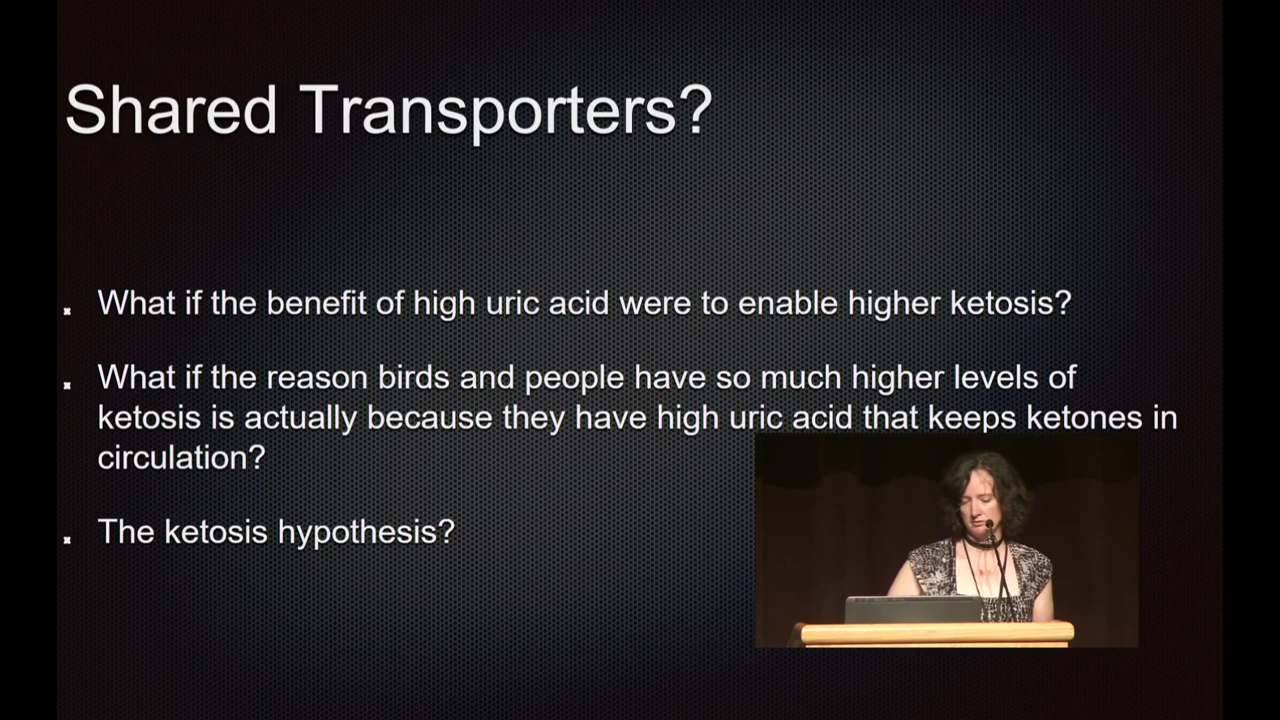 Shared Transporters?
What if the benefit of high uric acid were to enable higher ketosis?
What if the reason birds and people have so much higher levels of
ketosis is actually because they have high uric acid that keeps ketones in
circulation?
The ketosis hypothesis?